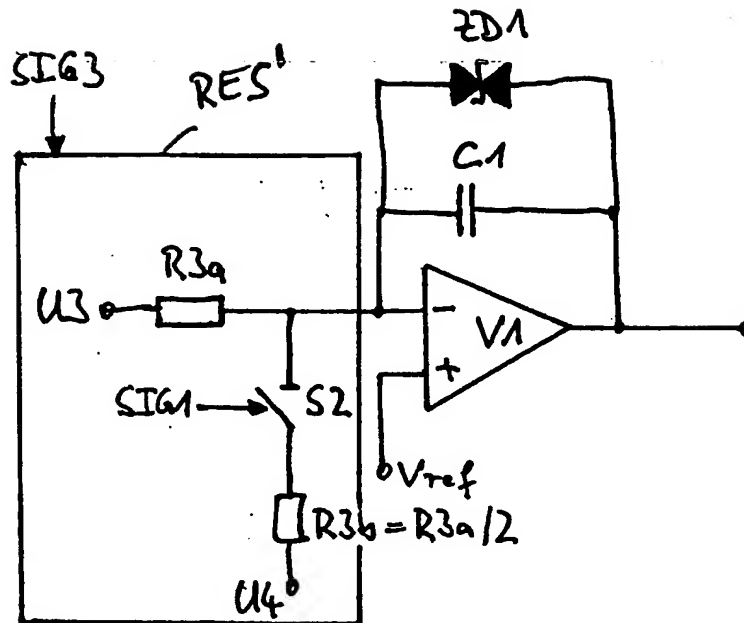 ZD1
SIG3
RES'
C1
R3a
U3
V1
-
+
SIG1
S2
Vref
R3b = R3a/2
U4